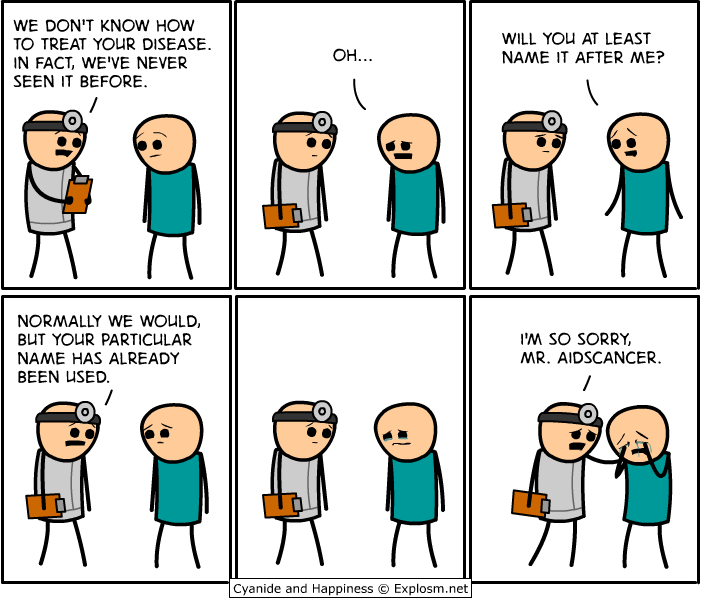 WE DON'T KNOW HOW
TO TREAT YOUR DISEASE.
IN FACT, WE'VE NEVER
SEEN IT BEFORE.
OH...
WILL YOU AT LEAST
NAME IT AFTER ME?
NORMALLY WE WOULD,
BUT YOUR PARTICULAR
NAME HAS ALREADY
BEEN USED.
I'M SO SORRY,
MR. AIDSCANCER.
Cyanide and Happiness © Explosm.net